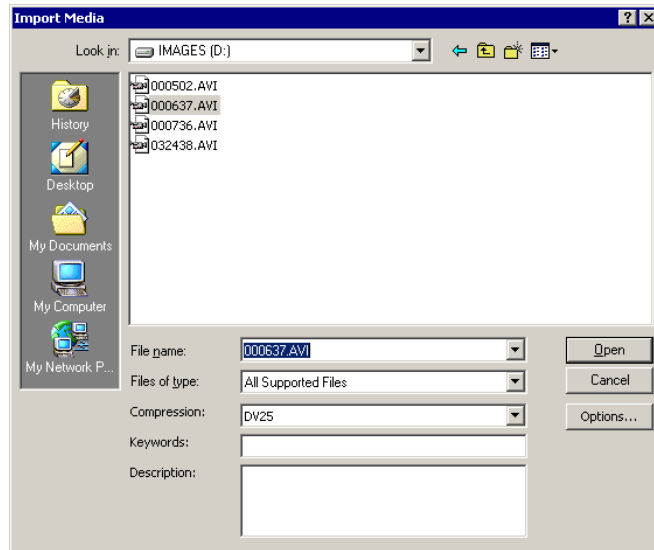 Import Media
Look in: IMAGES (D:)
000502.AVI
000637.AVI
000736.AVI
032438.AVI
History
Desktop
My Documents
My Computer
My Network P...
File name: 000637.AVI Open
Files of type: All Supported Files Cancel
Compression: DV25 Options...
Keywords:
Description: